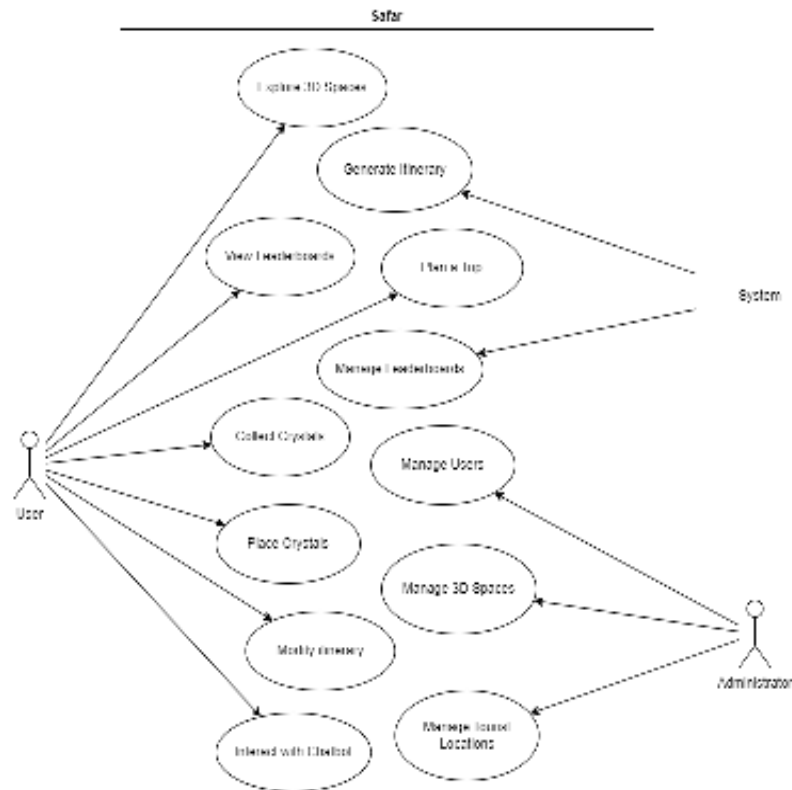 Safar
Explore 3D Spaces
Generate Itinerary
View Leaderboards
Plan a Trip
System
Manage Leaderboards
Collect Crystals
Manage Users
User
Place Crystals
Manage 3D Spaces
Modify itinerary
Administrator
Manage Tourist
Locations
Interact with Chatbot